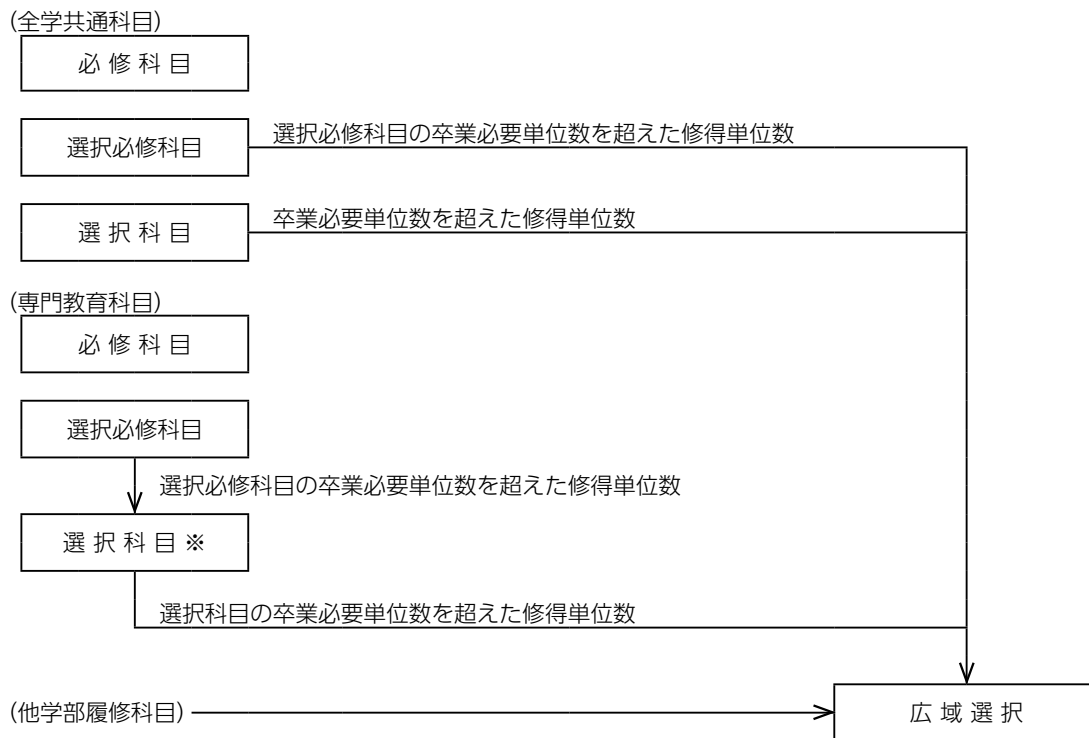 (全学共通科目)
必 修 科 目
選択必修科目
選択必修科目の卒業必要単位数を超えた修得単位数
選 択 科 目
卒業必要単位数を超えた修得単位数
(専門教育科目)
必 修 科 目
選択必修科目
選択必修科目の卒業必要単位数を超えた修得単位数
選 択 科 目 ※
選択科目の卒業必要単位数を超えた修得単位数
(他学部履修科目)
広 域 選 択